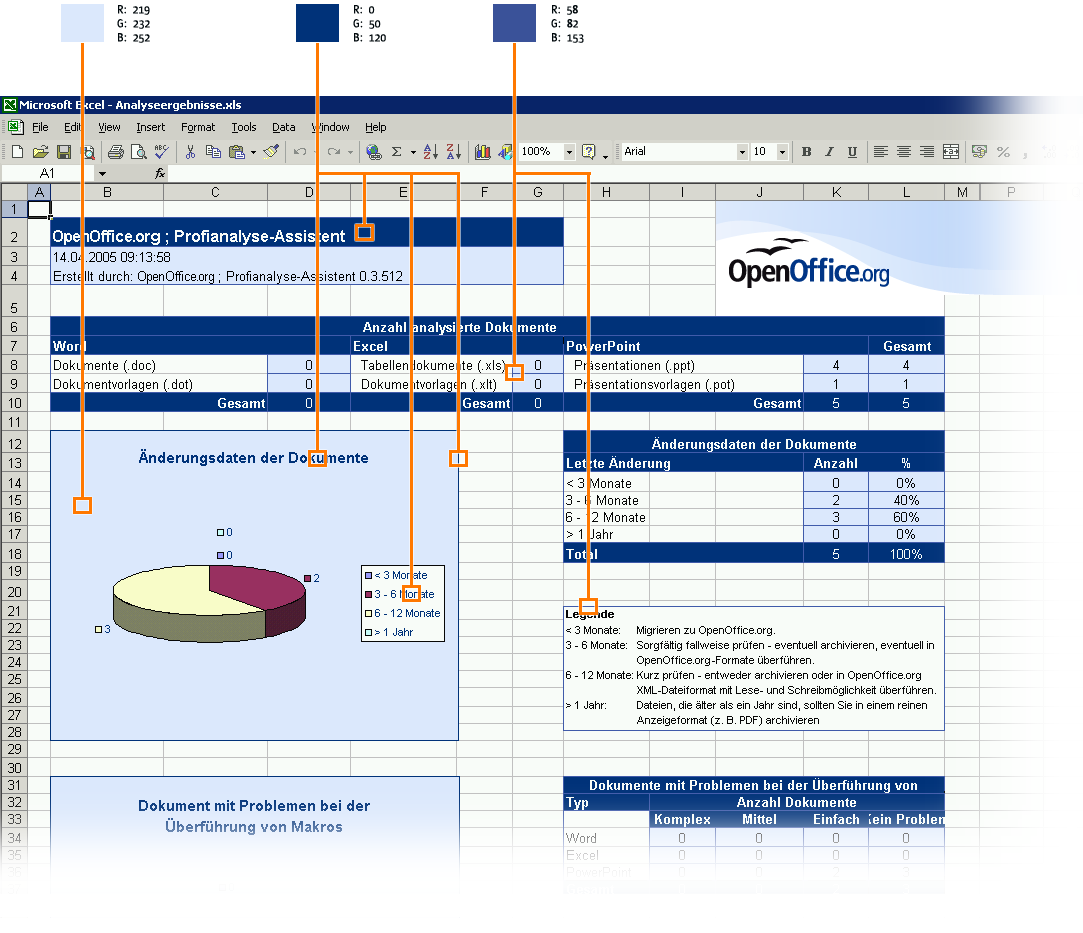 R: 219
G: 232
B: 252
R: 0
G: 50
B: 120
R: 58
G: 82
B: 153
Microsoft Excel - Analyseergebnisse.xls
File Edit View Insert Format Tools Data Window Help
100% Arial 10 B I U
A1 fx
A B C D E F G H I J K L M P
1
2 OpenOffice.org ; Profianalyse-Assistent
3 14.04.2005 09:13:58
4 Erstellt durch: OpenOffice.org ; Profianalyse-Assistent 0.3.512
OpenOffice.org
5
6 Anzahl analysierte Dokumente
7 Word Excel PowerPoint Gesamt
8 Dokumente (.doc) 0 Tabellendokumente (.xls) 0 Präsentationen (.ppt) 4 4
9 Dokumentvorlagen (.dot) 0 Dokumentvorlagen (.xlt) 0 Präsentationsvorlagen (.pot) 1 1
10 Gesamt 0 Gesamt 0 Gesamt 5 5
11
12 Änderungsdaten der Dokumente
13 Letzte Änderung Anzahl %
14 < 3 Monate 0 0%
15 3 - 6 Monate 2 40%
16 6 - 12 Monate 3 60%
17 > 1 Jahr 0 0%
18 Total 5 100%
Änderungsdaten der Dokumente
0
0
2
3
< 3 Monate
3 - 6 Monate
6 - 12 Monate
> 1 Jahr
19
20
21 Legende
22 < 3 Monate: Migrieren zu OpenOffice.org.
23 3 - 6 Monate: Sorgfältig fallweise prüfen - eventuell archivieren, eventuell in
24 OpenOffice.org-Formate überführen.
25 6 - 12 Monate: Kurz prüfen - entweder archivieren oder in OpenOffice.org
26 XML-Dateiformat mit Lese- und Schreibmöglichkeit überführen.
27 > 1 Jahr: Dateien, die älter als ein Jahr sind, sollten Sie in einem reinen
28 Anzeigeformat (z. B. PDF) archivieren
29
30
31 Dokumente mit Problemen bei der Überführung von
32 Typ Anzahl Dokumente
33 Komplex Mittel Einfach Kein Problem
34 Word 0 0 0 0
35 Excel 0 0 0 0
PowerPoint
Dokument mit Problemen bei der
Überführung von Makros